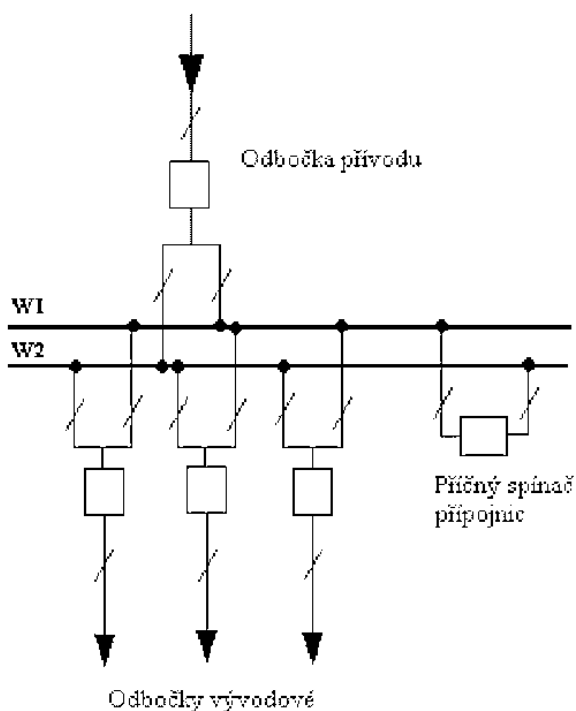 Odbočka přívodu
W1
W2
Příčný spínač
přípojnic
Odbočky vývodové